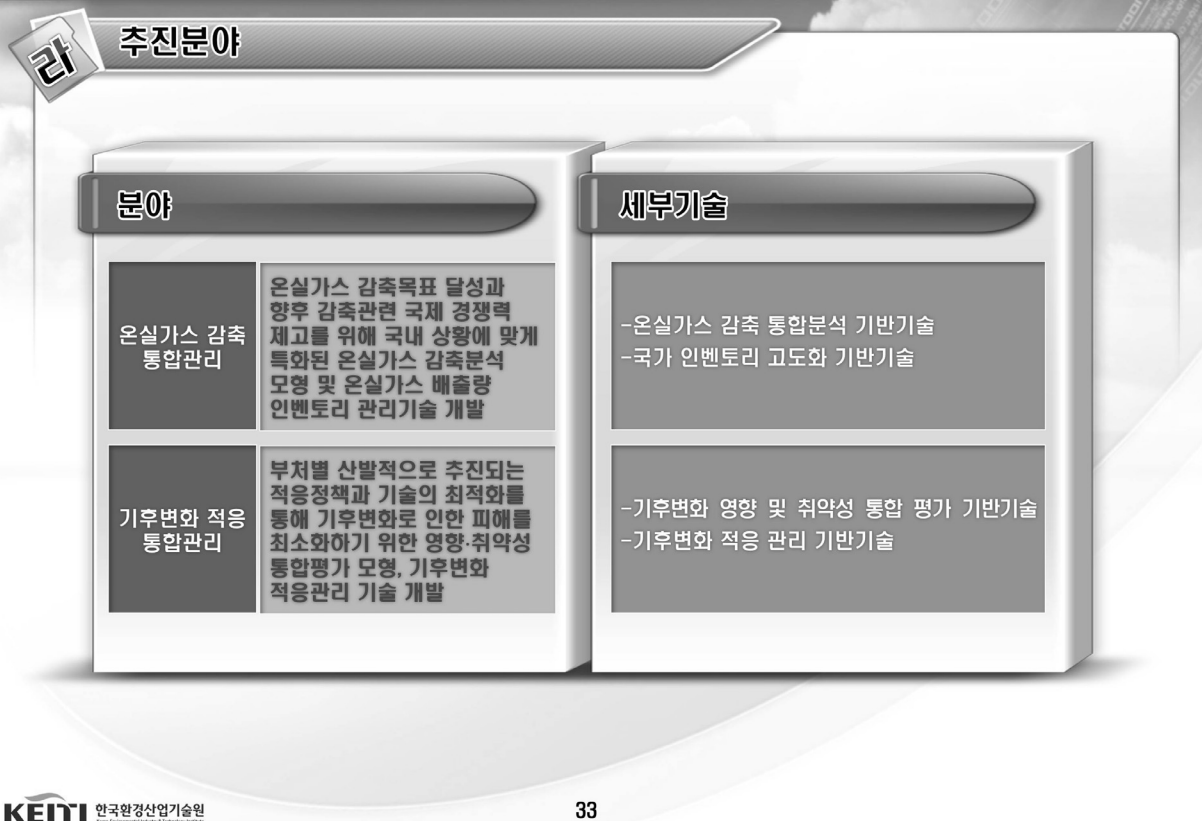 라
추진분야
분야
온실가스 감축
통합관리
온실가스 감축목표 달성과
향후 감축관련 국제 경쟁력
제고를 위해 국내 상황에 맞게
특화된 온실가스 감축분석
모형 및 온실가스 배출량
인벤토리 관리기술 개발
기후변화 적응
통합관리
부처별 산발적으로 추진되는
적응정책과 기술의 최적화를
통해 기후변화로 인한 피해를
최소화하기 위한 영향·취약성
통합평가 모형, 기후변화
적응관리 기술 개발
세부기술
-온실가스 감축 통합분석 기반기술
-국가 인벤토리 고도화 기반기술
-기후변화 영향 및 취약성 통합 평가 기반기술
-기후변화 적응 관리 기반기술
KEITI 한국환경산업기술원
33